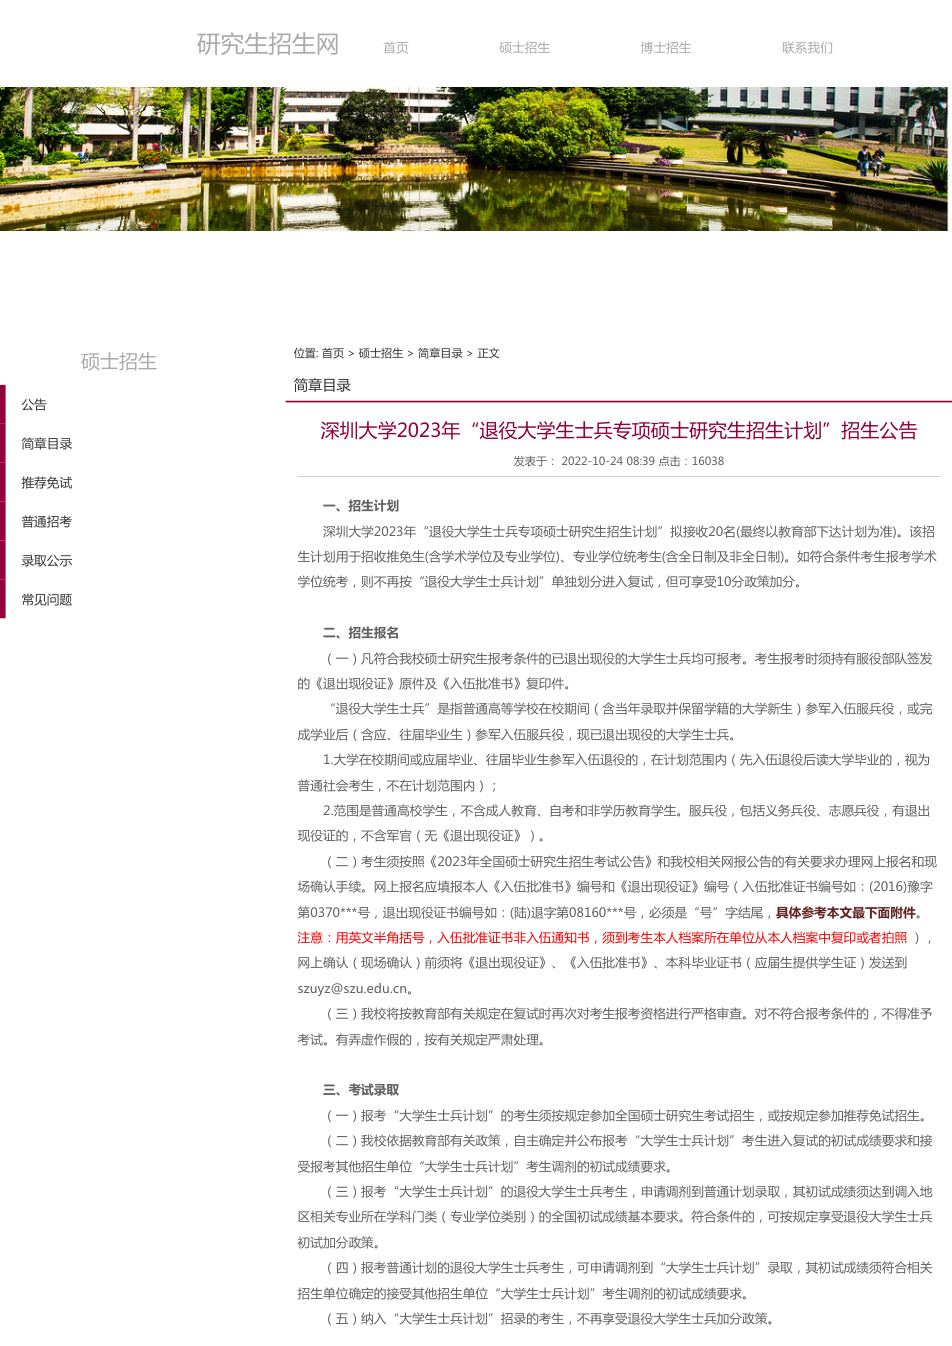 研究生招生网
首页
硕士招生
博士招生
联系我们
硕士招生
公告
简章目录
推荐免试
普通招考
录取公示
常见问题
位置: 首页 > 硕士招生 > 简章目录 > 正文
简章目录
深圳大学2023年“退役大学生士兵专项硕士研究生招生计划”招生公告
发表于： 2022-10-24 08:39 点击：16038
一、招生计划
深圳大学2023年“退役大学生士兵专项硕士研究生招生计划”拟接收20名(最终以教育部下达计划为准)。该招
生计划用于招收推免生(含学术学位及专业学位)、专业学位统考生(含全日制及非全日制)。如符合条件考生报考学术
学位统考，则不再按“退役大学生士兵计划”单独划分进入复试，但可享受10分政策加分。
二、招生报名
（一）凡符合我校硕士研究生报考条件的已退出现役的大学生士兵均可报考。考生报考时须持有服役部队签发
的《退出现役证》原件及《入伍批准书》复印件。
“退役大学生士兵”是指普通高等学校在校期间（含当年录取并保留学籍的大学新生）参军入伍服兵役，或完
成学业后（含应、往届毕业生）参军入伍服兵役，现已退出现役的大学生士兵。
1.大学在校期间或应届毕业、往届毕业生参军入伍退役的，在计划范围内（先入伍退役后读大学毕业的，视为
普通社会考生，不在计划范围内）；
2.范围是普通高校学生，不含成人教育、自考和非学历教育学生。服兵役，包括义务兵役、志愿兵役，有退出
现役证的，不含军官（无《退出现役证》）。
（二）考生须按照《2023年全国硕士研究生招生考试公告》和我校相关网报公告的有关要求办理网上报名和现
场确认手续。网上报名应填报本人《入伍批准书》编号和《退出现役证》编号（入伍批准证书编号如：(2016)豫字
第0370***号，退出现役证书编号如：(陆)退字第08160***号，必须是“号”字结尾，具体参考本文最下面附件。
注意：用英文半角括号，入伍批准证书非入伍通知书，须到考生本人档案所在单位从本人档案中复印或者拍照 ），
网上确认（现场确认）前须将《退出现役证》、《入伍批准书》、本科毕业证书（应届生提供学生证）发送到
szuyz@szu.edu.cn。
（三）我校将按教育部有关规定在复试时再次对考生报考资格进行严格审查。对不符合报考条件的，不得准予
考试。有弄虚作假的，按有关规定严肃处理。
三、考试录取
（一）报考“大学生士兵计划”的考生须按规定参加全国硕士研究生考试招生，或按规定参加推荐免试招生。
（二）我校依据教育部有关政策，自主确定并公布报考“大学生士兵计划”考生进入复试的初试成绩要求和接
受报考其他招生单位“大学生士兵计划”考生调剂的初试成绩要求。
（三）报考“大学生士兵计划”的退役大学生士兵考生，申请调剂到普通计划录取，其初试成绩须达到调入地
区相关专业所在学科门类（专业学位类别）的全国初试成绩基本要求。符合条件的，可按规定享受退役大学生士兵
初试加分政策。
（四）报考普通计划的退役大学生士兵考生，可申请调剂到“大学生士兵计划”录取，其初试成绩须符合相关
招生单位确定的接受其他招生单位“大学生士兵计划”考生调剂的初试成绩要求。
（五）纳入“大学生士兵计划”招录的考生，不再享受退役大学生士兵加分政策。